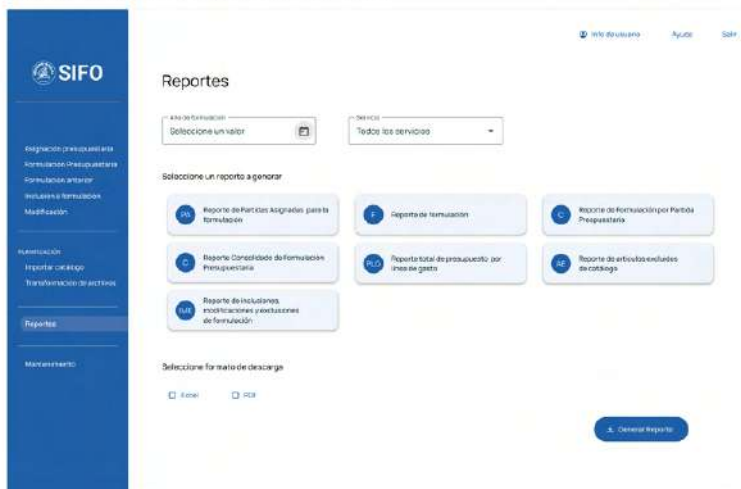 Info de usuario
Ayuda
Salir
SIFO
Reportes
Año de formulación
Seleccione un valor
Servicio
Todos los servicios
Asignación presupuestaria
Formulación Presupuestaria
Formulación anterior
Inclusión a formulación
Modificación
Seleccione un reporte a generar
PA
Reporte de Partidas Asignadas para la
formulación
F
Reporte de formulación
C
Reporte de Formulación por Partida
Presupuestaria
C
Reporte Consolidado de Formulación
Presupuestaria
PLG
Reporte total de presupuesto por
línea de gasto
AE
Reporte de artículos excluidos
de catálogo
IME
Reporte de inclusiones,
modificaciones y exclusiones
de formulación
Importar catálogo
Transformación de archivos
Reportes
Mantenimiento
Seleccione formato de descarga
Excel
PDF
Generar Reporte